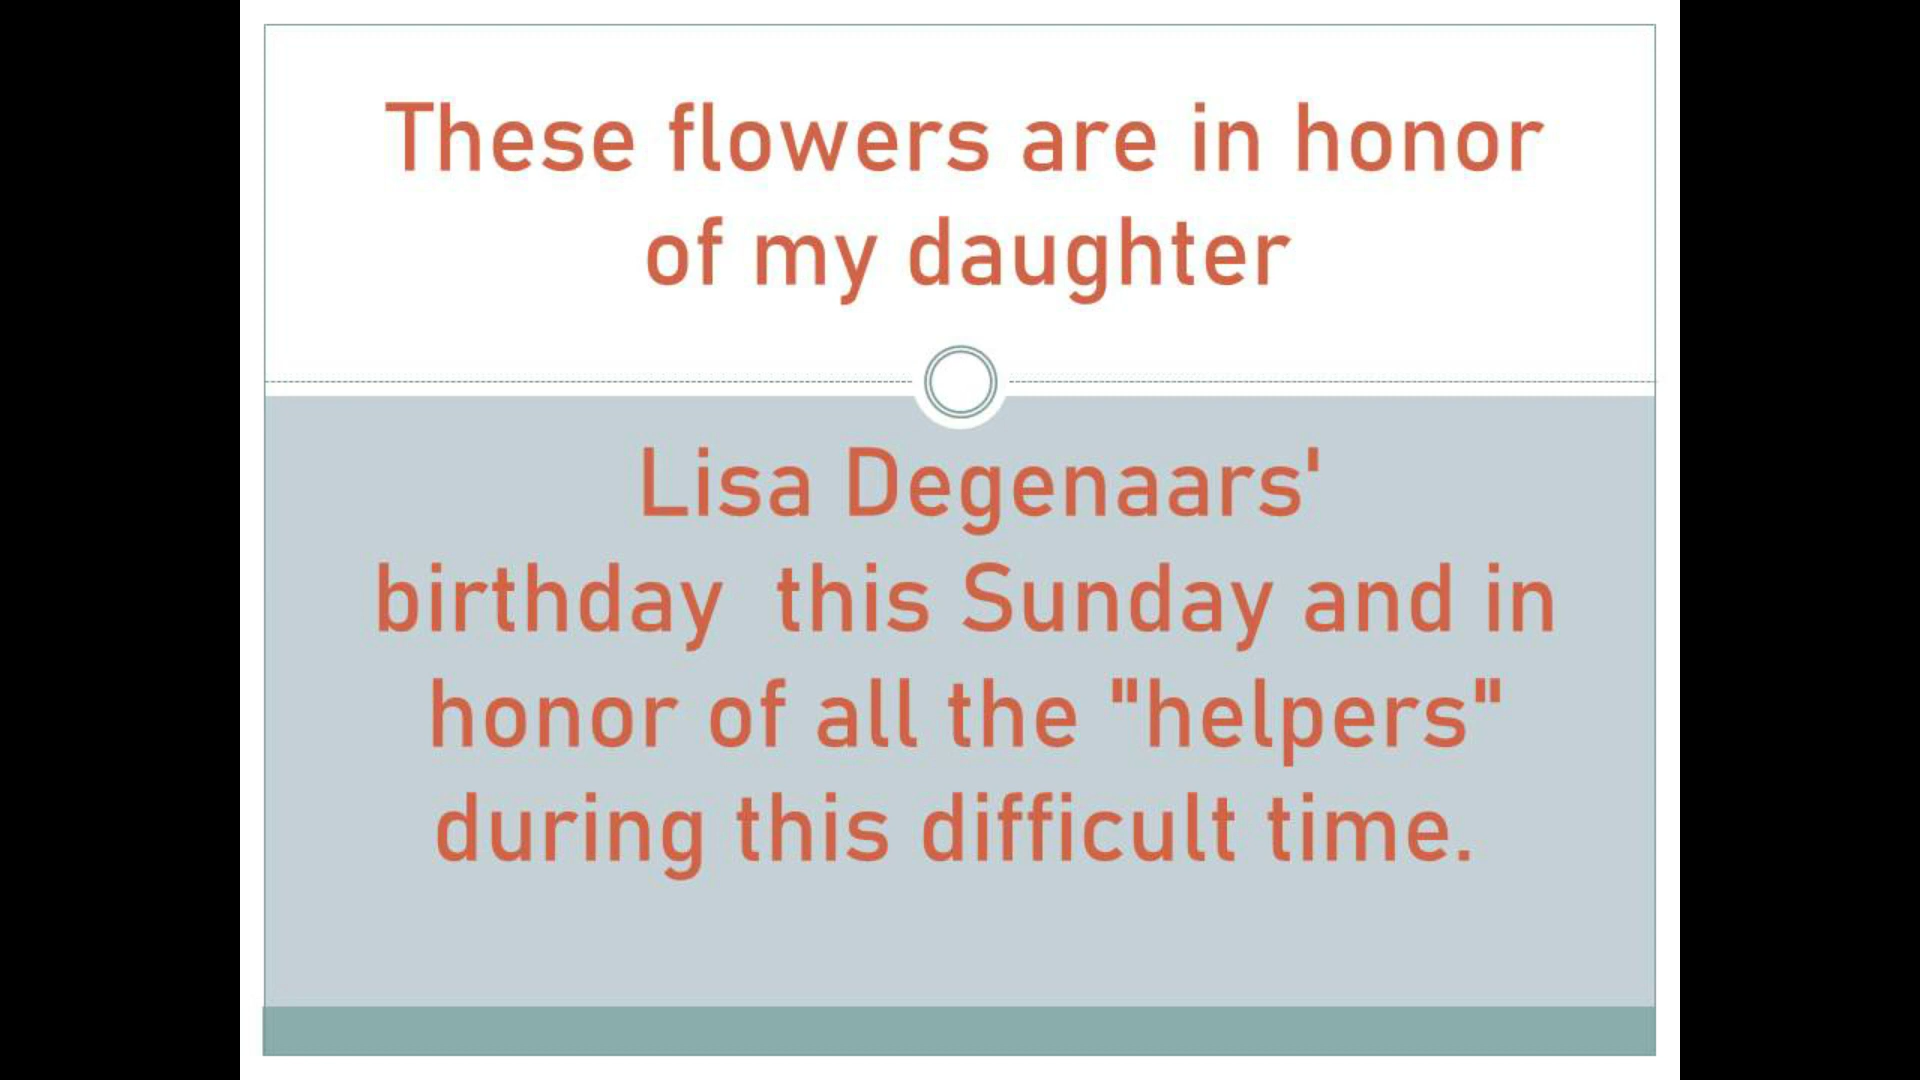 These flowers are in honor
of my daughter
Lisa Degenaars'
birthday  this Sunday and in
honor of all the "helpers"
during this difficult time.